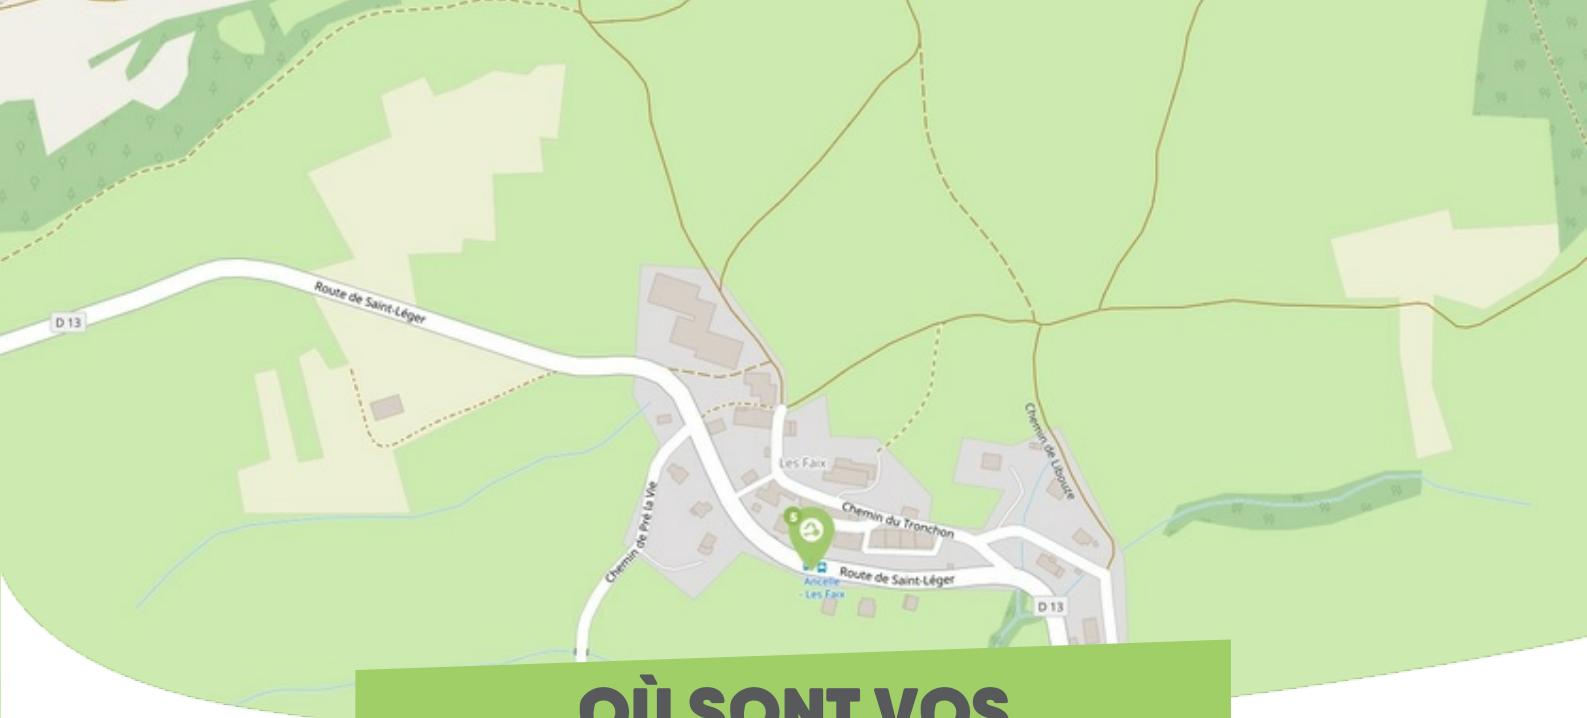 Route de Saint-Léger
D 13
Chemin de Libouze
Les Faix
Chemin de Pré la Vie
Chemin du Tronchon
5
Route de Saint-Léger
Ancelle
- Les Faix
D 13
OÙ SONT VOS